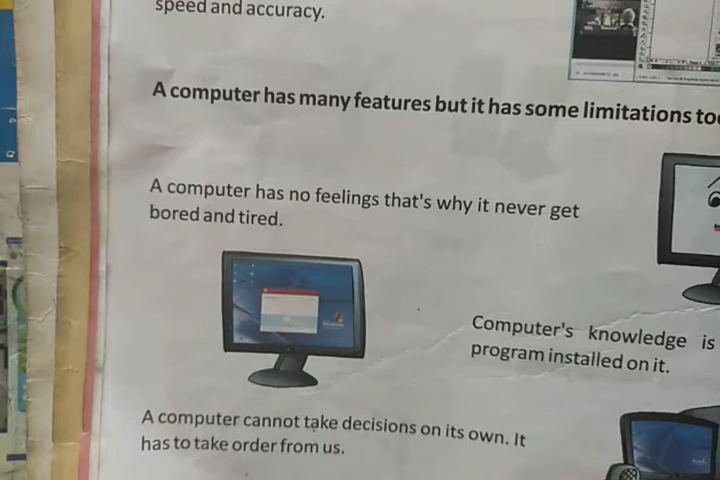 speed and accuracy.
A computer has many features but it has some limitations too
A computer has no feelings that's why it never get
bored and tired.
Computer's knowledge is
program installed on it.
A computer cannot take decisions on its own. It
has to take order from us.